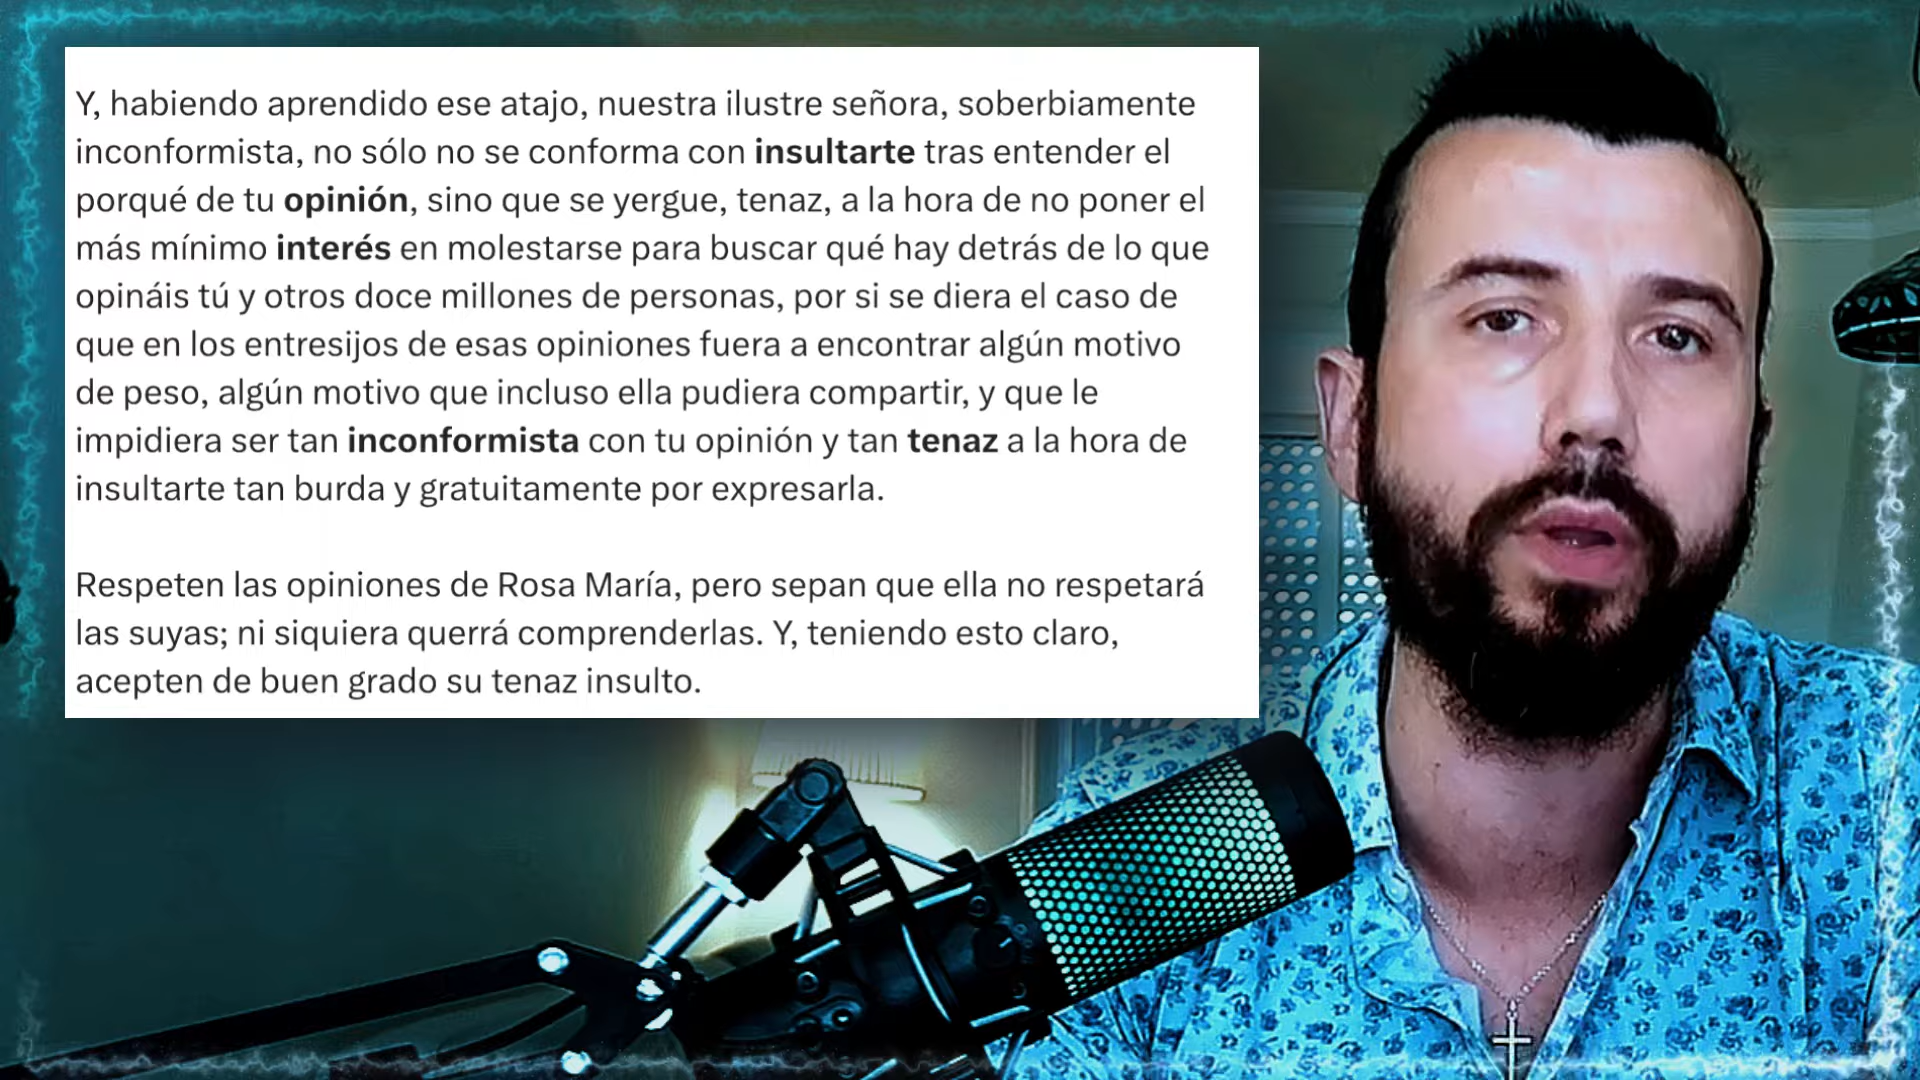 Y, habiendo aprendido ese atajo, nuestra ilustre señora, soberbiamente
inconformista, no sólo no se conforma con insultarte tras entender el
porqué de tu opinión, sino que se yergue, tenaz, a la hora de no poner el
más mínimo interés en molestarse para buscar qué hay detrás de lo que
opináis tú y otros doce millones de personas, por si se diera el caso de
que en los entresijos de esas opiniones fuera a encontrar algún motivo
de peso, algún motivo que incluso ella pudiera compartir, y que le
impidiera ser tan inconformista con tu opinión y tan tenaz a la hora de
insultarte tan burda y gratuitamente por expresarla.
Respeten las opiniones de Rosa María, pero sepan que ella no respetará
las suyas; ni siquiera querrá comprenderlas. Y, teniendo esto claro,
acepten de buen grado su tenaz insulto.